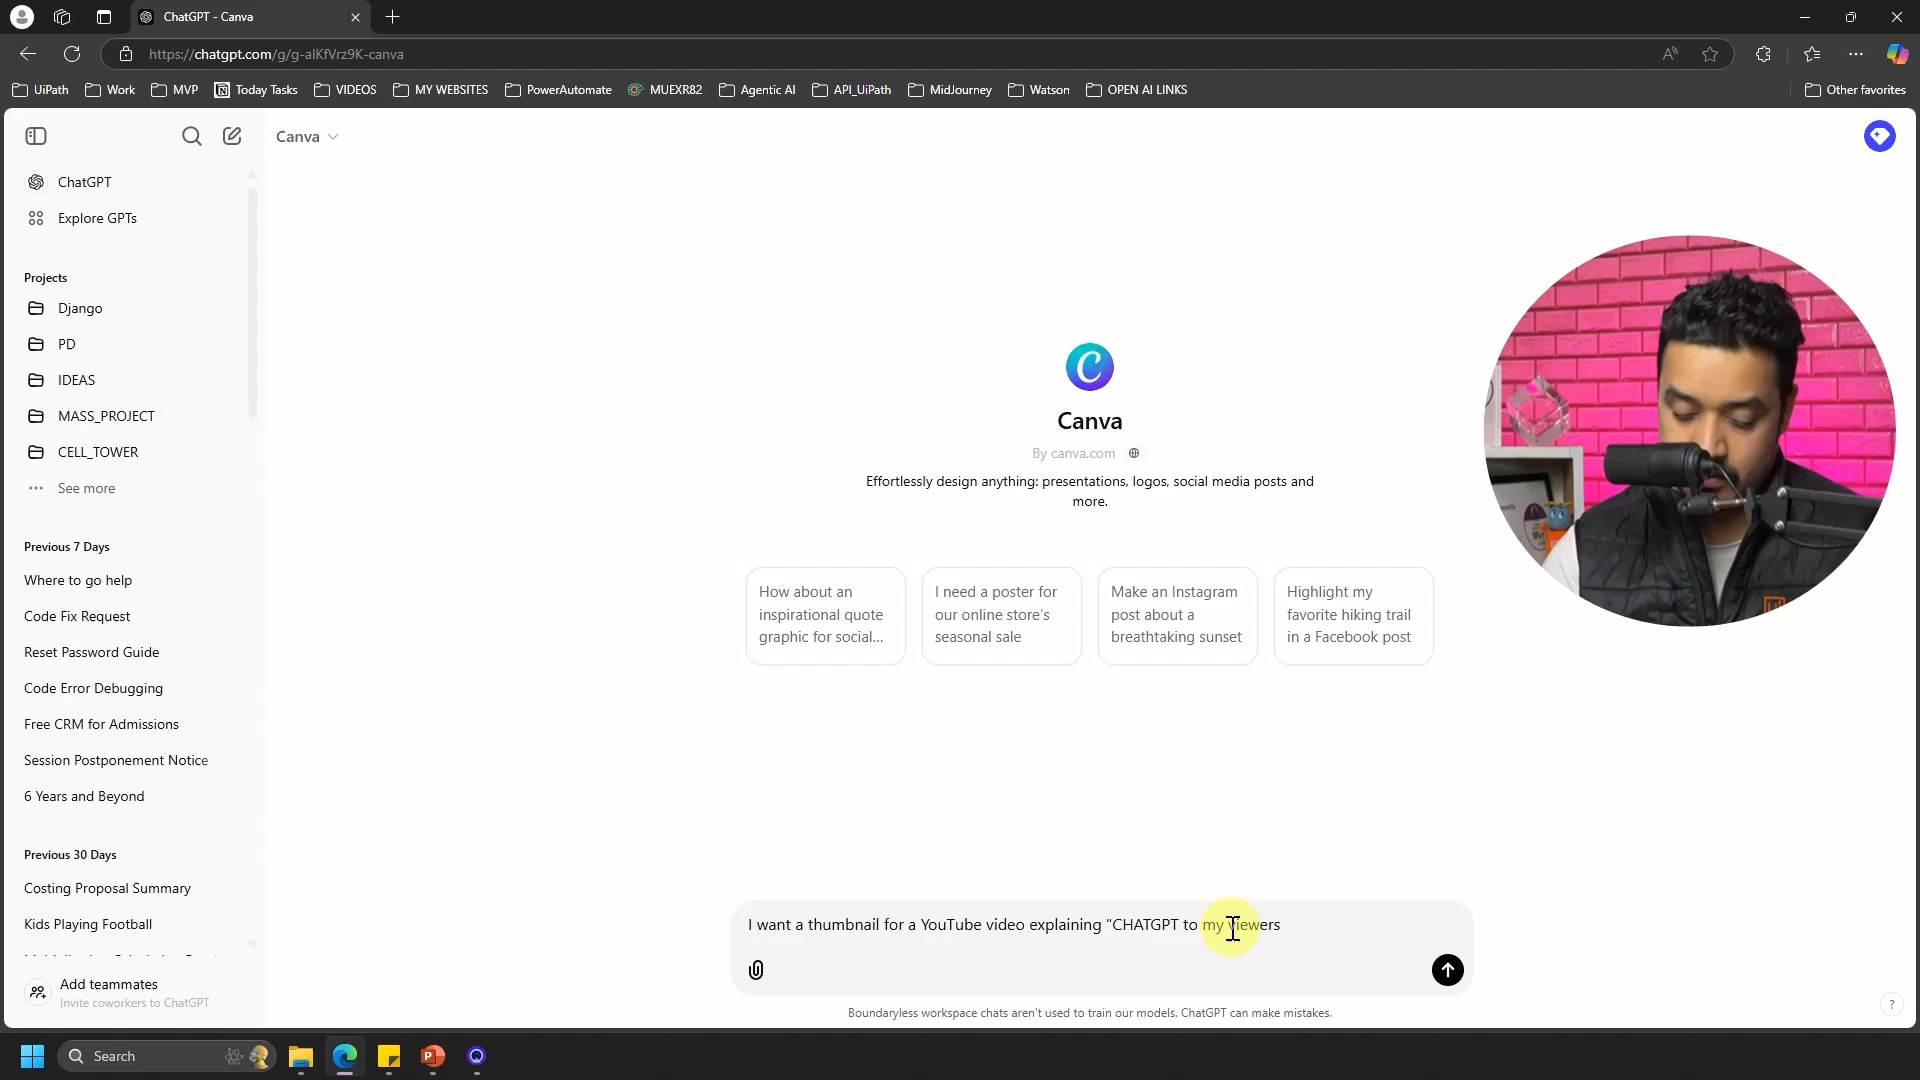 ChatGPT - Canva
https://chatgpt.com/g/g-alKfVrz9K-canva
UiPath
Work
MVP
Today Tasks
VIDEOS
MY WEBSITES
PowerAutomate
MUEXR82
Agentic AI
API_UiPath
MidJourney
Watson
OPEN AI LINKS
Other favorites
Canva
ChatGPT
Explore GPTs
Projects
Django
PD
IDEAS
MASS_PROJECT
CELL_TOWER
See more
Previous 7 Days
Where to go help
Code Fix Request
Reset Password Guide
Code Error Debugging
Free CRM for Admissions
Session Postponement Notice
6 Years and Beyond
Previous 30 Days
Costing Proposal Summary
Kids Playing Football
Add teammates
Invite coworkers to ChatGPT
Canva
By canva.com
Effortlessly design anything: presentations, logos, social media posts and
more.
How about an
inspirational quote
graphic for social...
I need a poster for
our online store's
seasonal sale
Make an Instagram
post about a
breathtaking sunset
Highlight my
favorite hiking trail
in a Facebook post
I want a thumbnail for a YouTube video explaining "CHATGPT to my viewers
Boundaryless workspace chats aren't used to train our models. ChatGPT can make mistakes.
?
Search